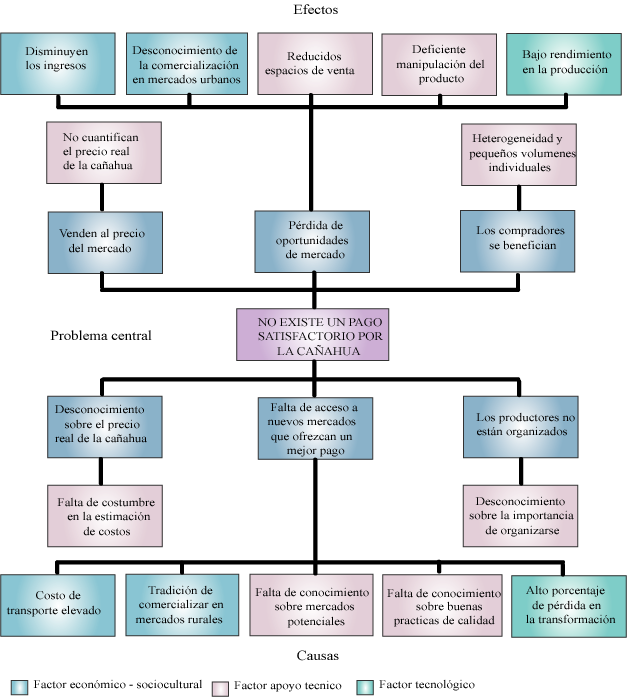 Efectos
Disminuyen
los ingresos
Desconocimiento de
la comercialización
en mercados urbanos
Reducidos
espacios de venta
Deficiente
manipulación del
producto
Bajo rendimiento
en la producción
No cuantifican
el precio real
de la cañahua
Heterogeneidad y
pequeños volumenes
individuales
Venden al precio
del mercado
Pérdida de
oportunidades
de mercado
Los compradores
se benefician
Problema central
NO EXISTE UN PAGO
SATISFACTORIO POR
LA CAÑAHUA
Desconocimiento
sobre el precio
real de la cañahua
Falta de acceso a
nuevos mercados
que ofrezcan un
mejor pago
Los productores no
están organizados
Falta de costumbre
en la estimación
de costos
Desconocimiento
sobre la importancia
de organizarse
Costo de
transporte elevado
Tradición de
comercializar en
mercados rurales
Falta de conocimiento
sobre mercados
potenciales
Falta de conocimiento
sobre buenas
practicas de calidad
Alto porcentaje
de pérdida en
la transformación
Causas
Factor económico - sociocultural
Factor apoyo tecnico
Factor tecnológico